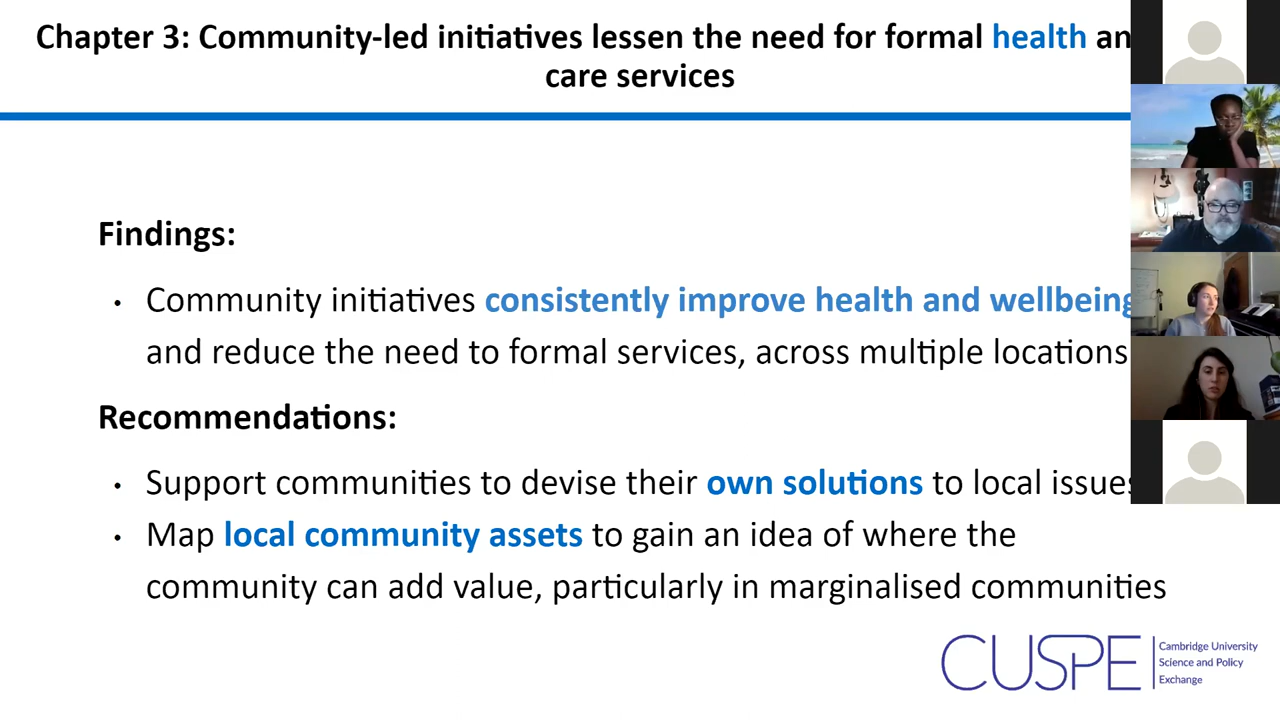 Chapter 3: Community-led initiatives lessen the need for formal health an
care services
Findings:
• Community initiatives consistently improve health and wellbeing
and reduce the need to formal services, across multiple locations
Recommendations:
• Support communities to devise their own solutions to local issues
• Map local community assets to gain an idea of where the
community can add value, particularly in marginalised communities
CUSPE
Cambridge University
Science and Policy
Exchange